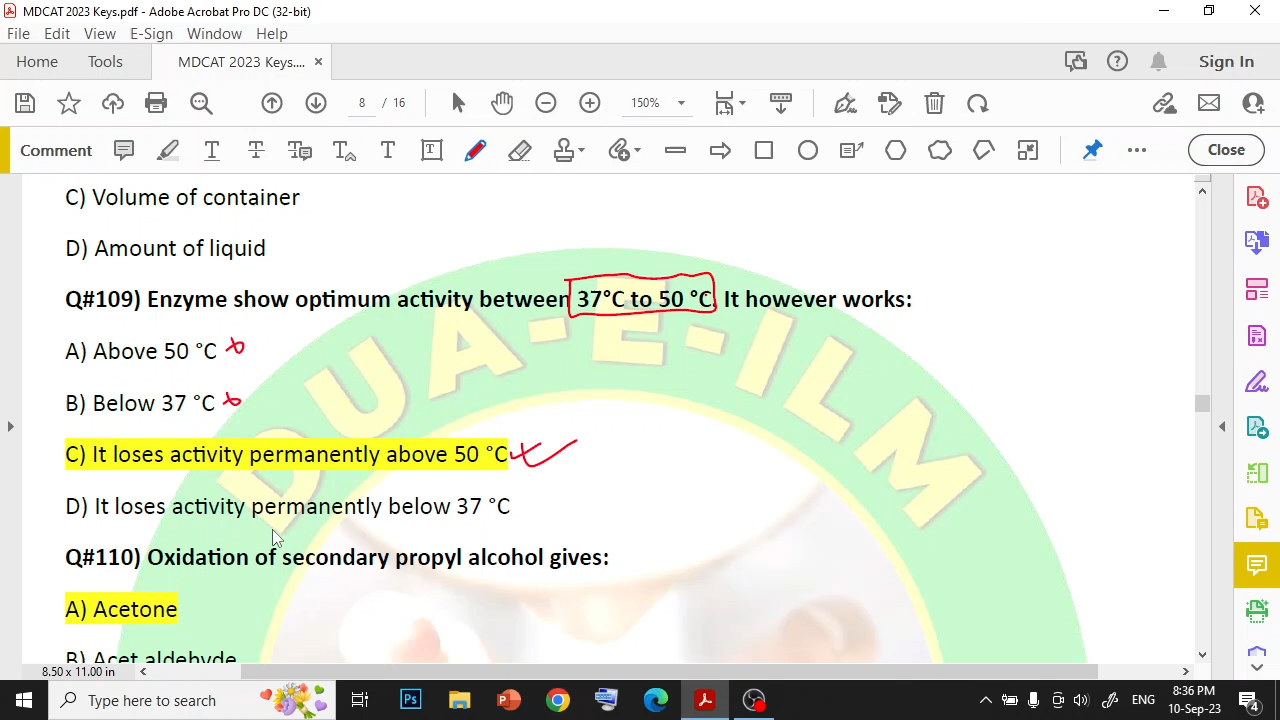 MDCAT 2023 Keys.pdf - Adobe Acrobat Pro DC (32-bit)
File Edit View E-Sign Window Help
Home Tools MDCAT 2023 Keys.... × Sign In
8 / 16 150%
Comment Close
C) Volume of container
D) Amount of liquid
Q#109) Enzyme show optimum activity between 37°C to 50 °C. It however works:
A) Above 50 °C
B) Below 37 °C
C) It loses activity permanently above 50 °C
D) It loses activity permanently below 37 °C
Q#110) Oxidation of secondary propyl alcohol gives:
A) Acetone
B) Acet aldehyde
DUA-E-ILM
8.50 x 11.00 in
Type here to search Ps ENG 8:36 PM
10-Sep-23 4